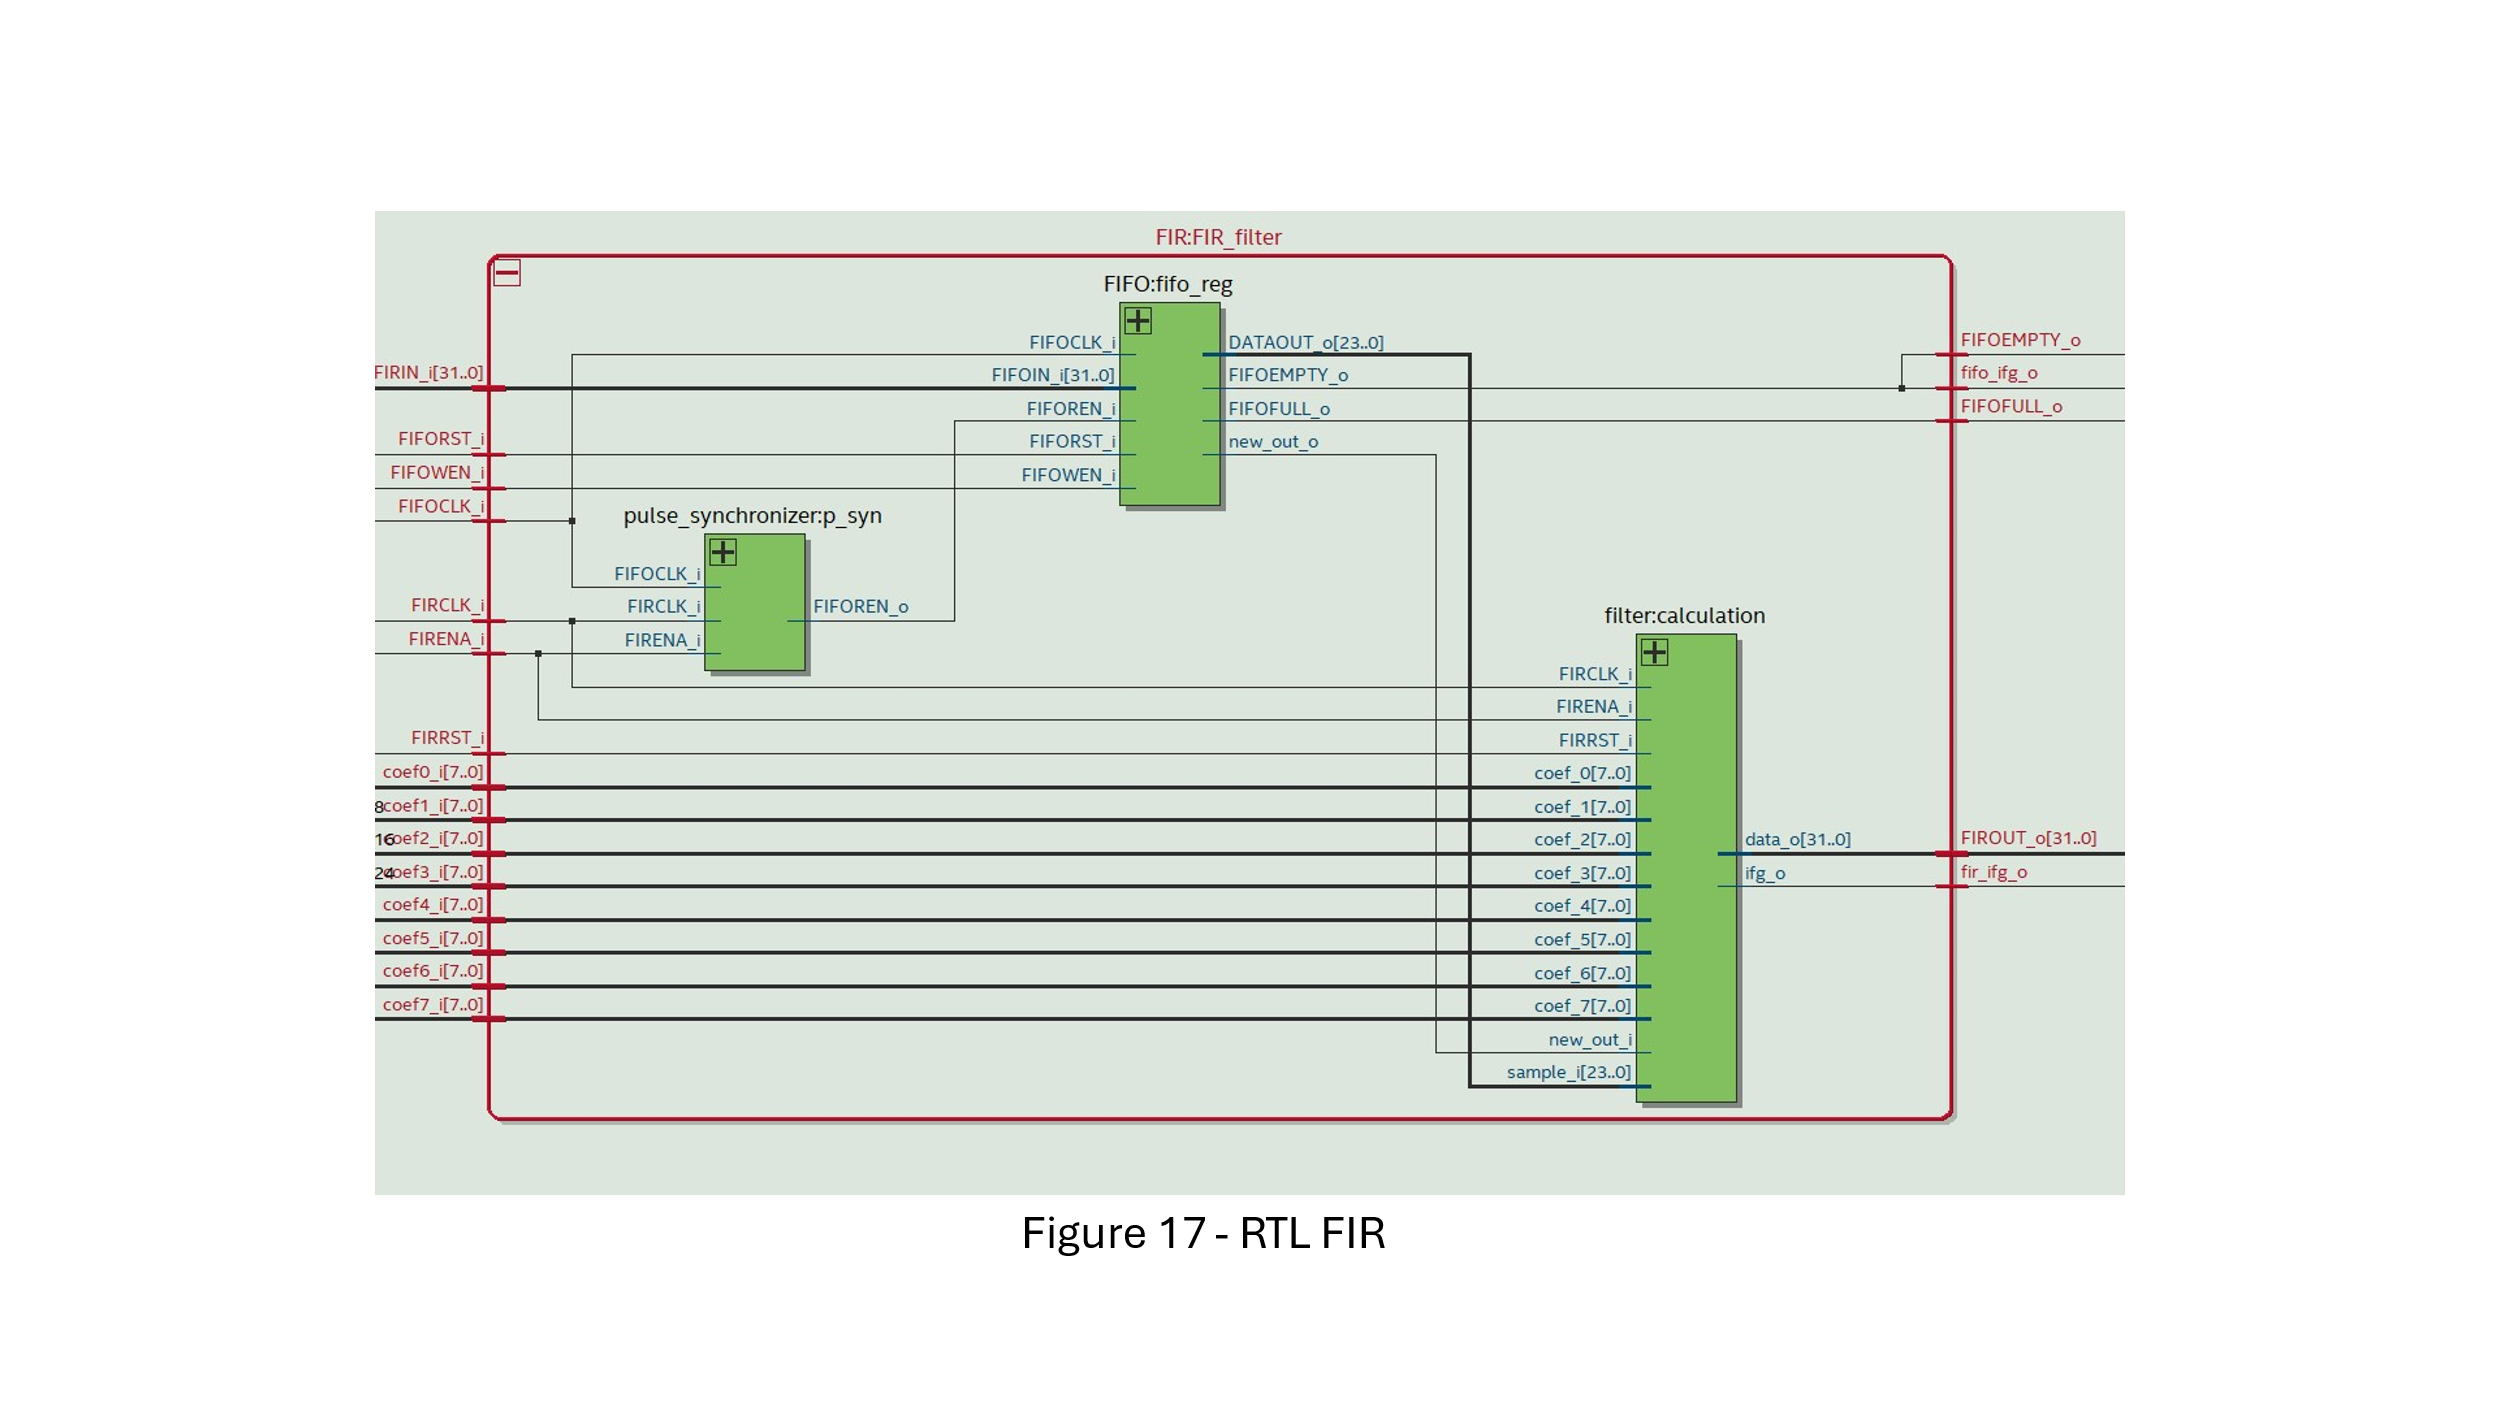 FIR:FIR_filter
FIFO:fifo_reg
FIFOCLK_i
FIFOIN_i[31..0]
FIFOREN_i
FIFORST_i
FIFOWEN_i
DATAOUT_o[23..0]
FIFOEMPTY_o
FIFOFULL_o
new_out_o
FIRIN_i[31..0]
FIFORST_i
FIFOWEN_i
FIFOCLK_i
FIRCLK_i
FIRENA_i
FIRRST_i
coef0_i[7..0]
8
coef1_i[7..0]
16
coef2_i[7..0]
24
coef3_i[7..0]
coef4_i[7..0]
coef5_i[7..0]
coef6_i[7..0]
coef7_i[7..0]
pulse_synchronizer:p_syn
FIFOCLK_i
FIRCLK_i
FIRENA_i
FIFOREN_o
filter:calculation
FIRCLK_i
FIRENA_i
FIRRST_i
coef_0[7..0]
coef_1[7..0]
coef_2[7..0]
coef_3[7..0]
coef_4[7..0]
coef_5[7..0]
coef_6[7..0]
coef_7[7..0]
new_out_i
sample_i[23..0]
data_o[31..0]
ifg_o
FIFOEMPTY_o
fifo_ifg_o
FIFOFULL_o
FIROUT_o[31..0]
fir_ifg_o
Figure 17 - RTL FIR